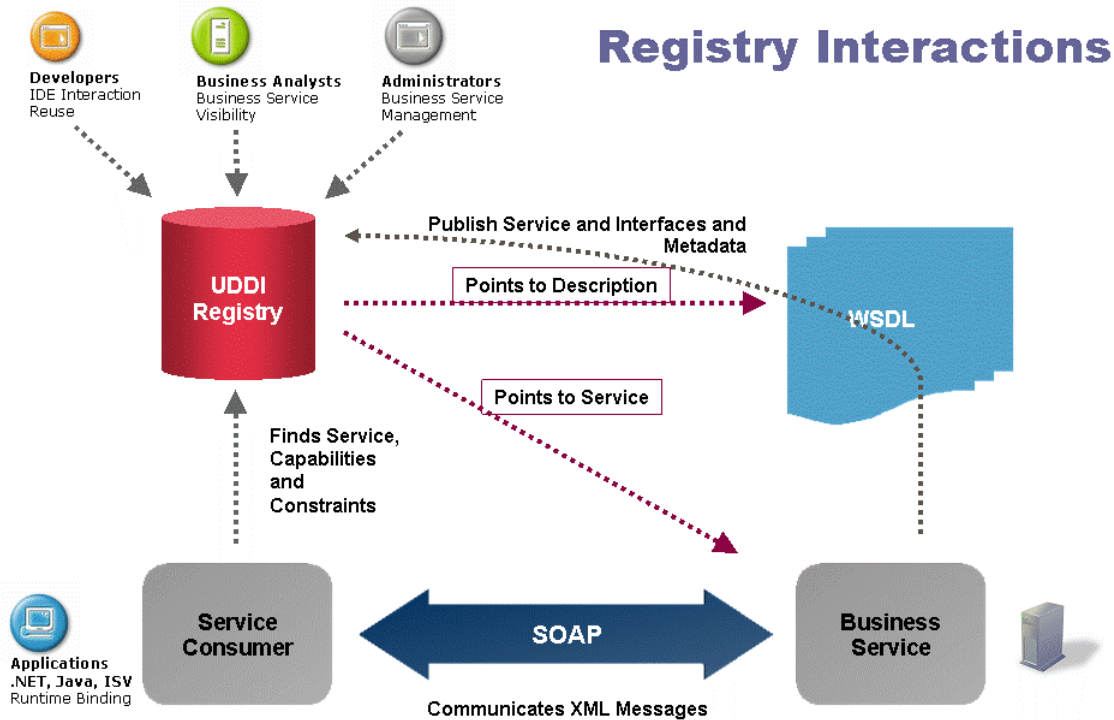 Registry Interactions
Developers
IDE Interaction
Reuse
Business Analysts
Business Service
Visibility
Administrators
Business Service
Management
Publish Service and Interfaces and
Metadata
UDDI
Registry
Points to Description
WSDL
Points to Service
Finds Service,
Capabilities
and
Constraints
Service
Consumer
SOAP
Business
Service
Applications
.NET, Java, ISV
Runtime Binding
Communicates XML Messages